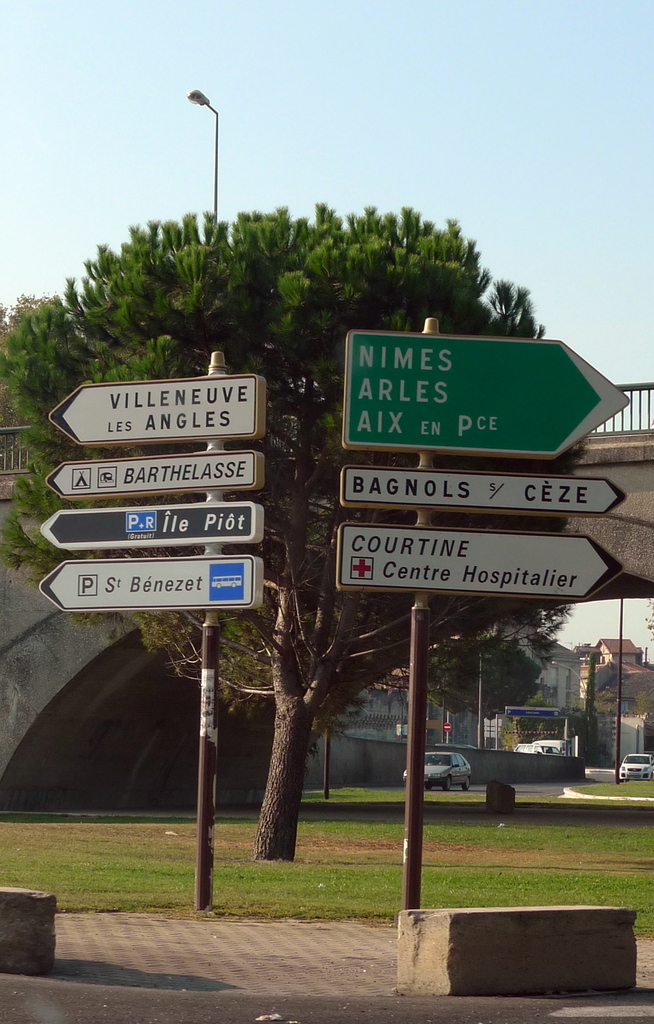 VILLENEUVE
LES ANGLES
BARTHELASSE
P+R Île Piôt
(Gratuit)
P St Bénezet
NIMES
ARLES
AIX EN PCE
BAGNOLS S/ CÈZE
COURTINE
Centre Hospitalier